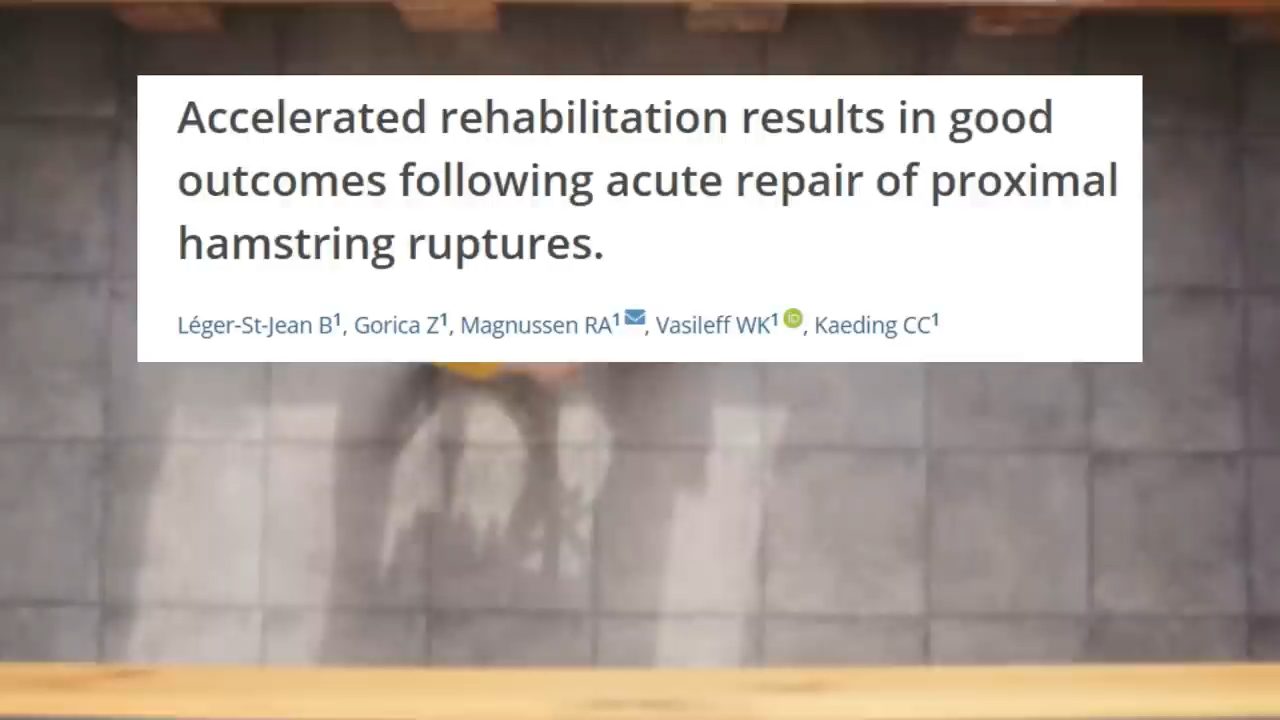 Accelerated rehabilitation results in good
outcomes following acute repair of proximal
hamstring ruptures.
Léger-St-Jean B¹, Gorica Z¹, Magnussen RA¹, Vasileff WK¹ iD, Kaeding CC¹